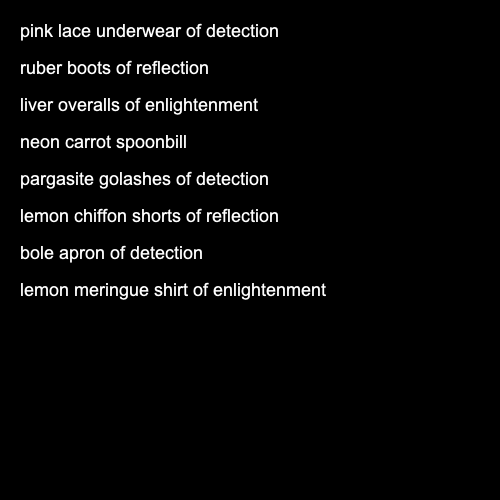 pink lace underwear of detection
ruber boots of reflection
liver overalls of enlightenment
neon carrot spoonbill
pargasite golashes of detection
lemon chiffon shorts of reflection
bole apron of detection
lemon meringue shirt of enlightenment